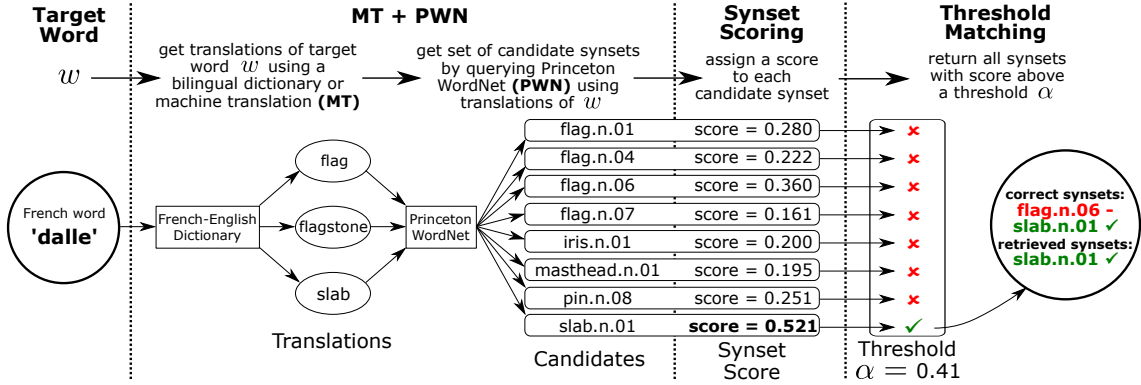 Target
Word
w
MT + PWN
get translations of target
word w using a
bilingual dictionary or
machine translation (MT)
get set of candidate synsets
by querying Princeton
WordNet (PWN) using
translations of w
Synset
Scoring
assign a score
to each
candidate synset
Threshold
Matching
return all synsets
with score above
a threshold α
French word
'dalle'
French-English
Dictionary
flag
flagstone
slab
Translations
Princeton
WordNet
flag.n.01 score = 0.280 ✘
flag.n.04 score = 0.222 ✘
flag.n.06 score = 0.360 ✘
flag.n.07 score = 0.161 ✘
iris.n.01 score = 0.200 ✘
masthead.n.01 score = 0.195 ✘
pin.n.08 score = 0.251 ✘
slab.n.01 score = 0.521 ✓
Candidates
Synset
Score
Threshold
α = 0.41
correct synsets:
flag.n.06 -
slab.n.01 ✓
retrieved synsets:
slab.n.01 ✓